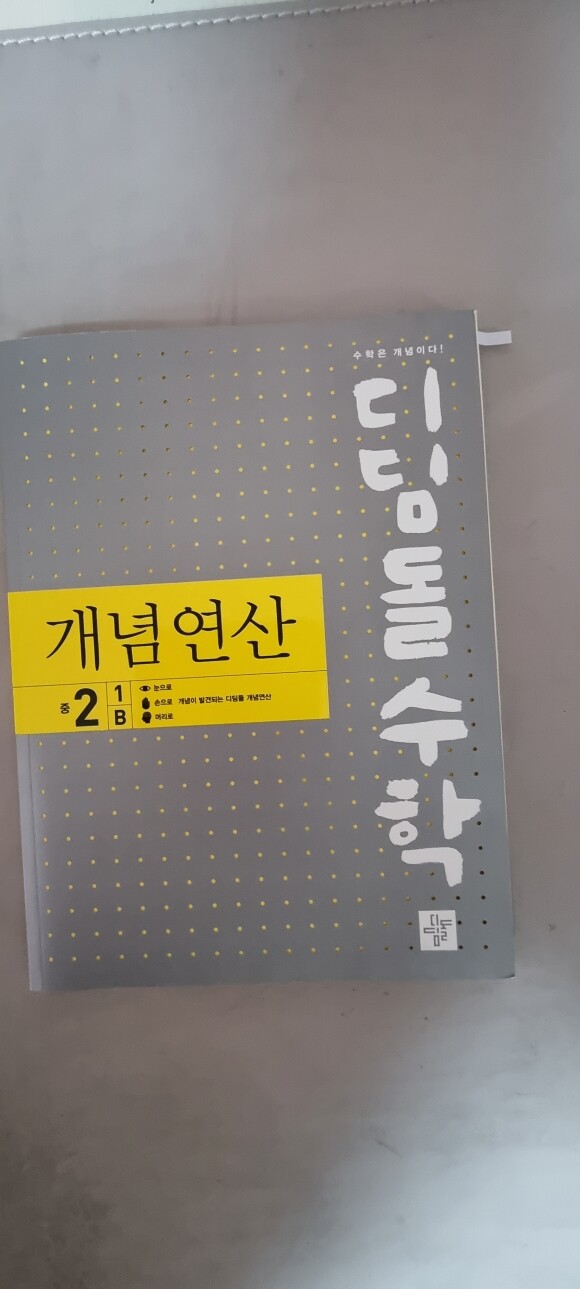 수학은 개념이다!
디딤돌수학
개념연산
중 2 1 B
눈으로
손으로 개념이 발견되는 디딤돌 개념연산
머리로
디딤돌